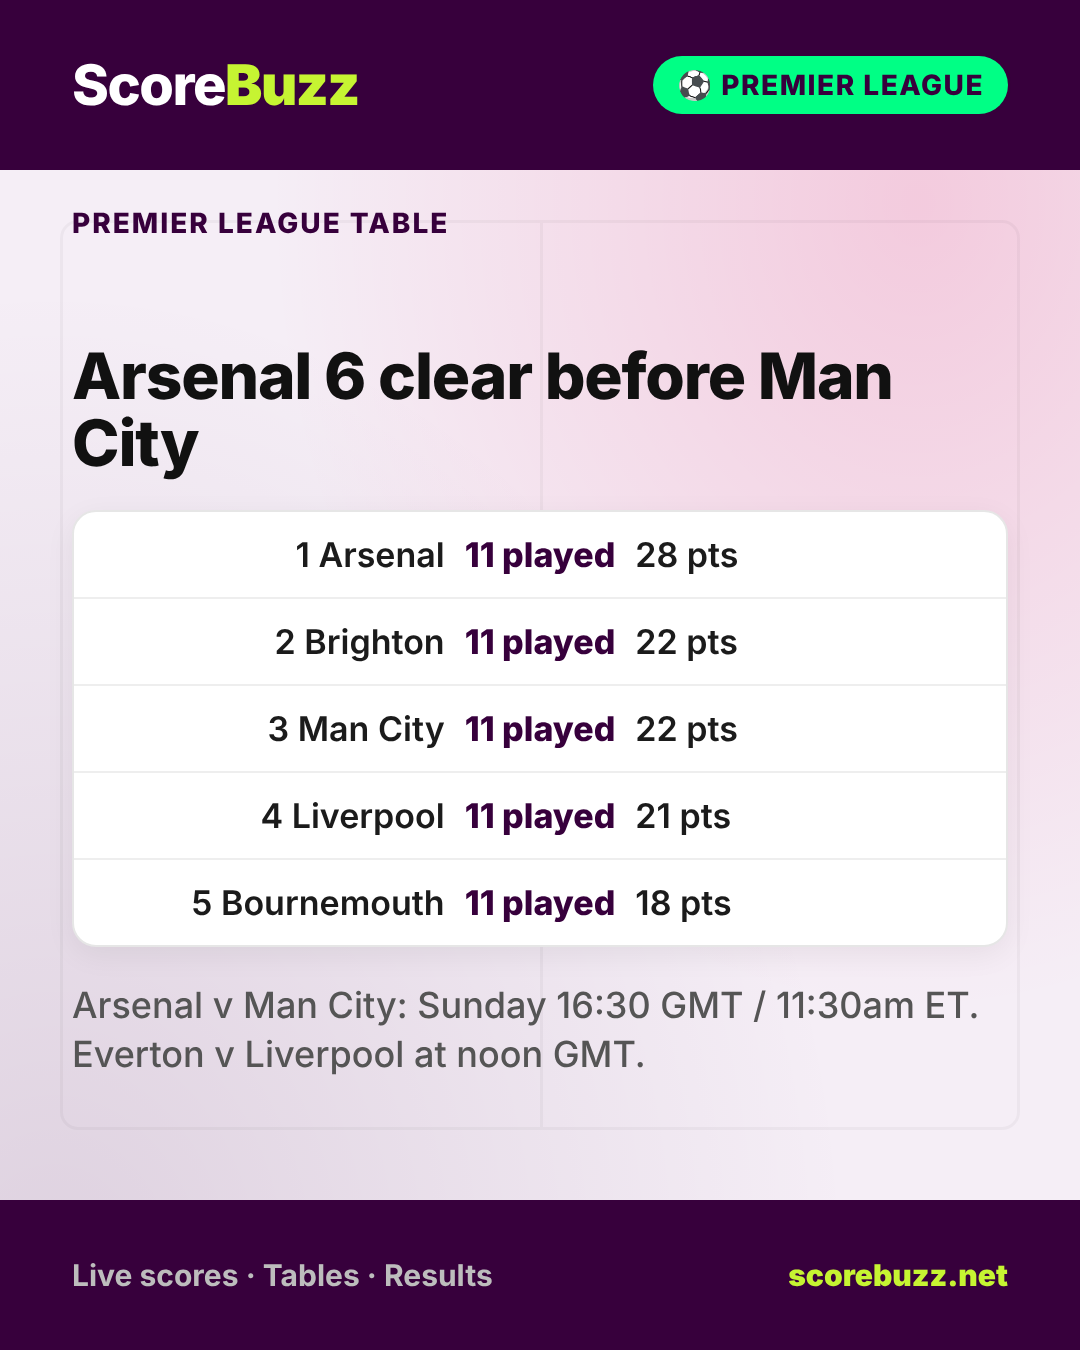 ScoreBuzz
⚽ PREMIER LEAGUE
PREMIER LEAGUE TABLE
Arsenal 6 clear before Man
City
1 Arsenal 11 played 28 pts
2 Brighton 11 played 22 pts
3 Man City 11 played 22 pts
4 Liverpool 11 played 21 pts
5 Bournemouth 11 played 18 pts
Arsenal v Man City: Sunday 16:30 GMT / 11:30am ET.
Everton v Liverpool at noon GMT.
Live scores · Tables · Results
scorebuzz.net